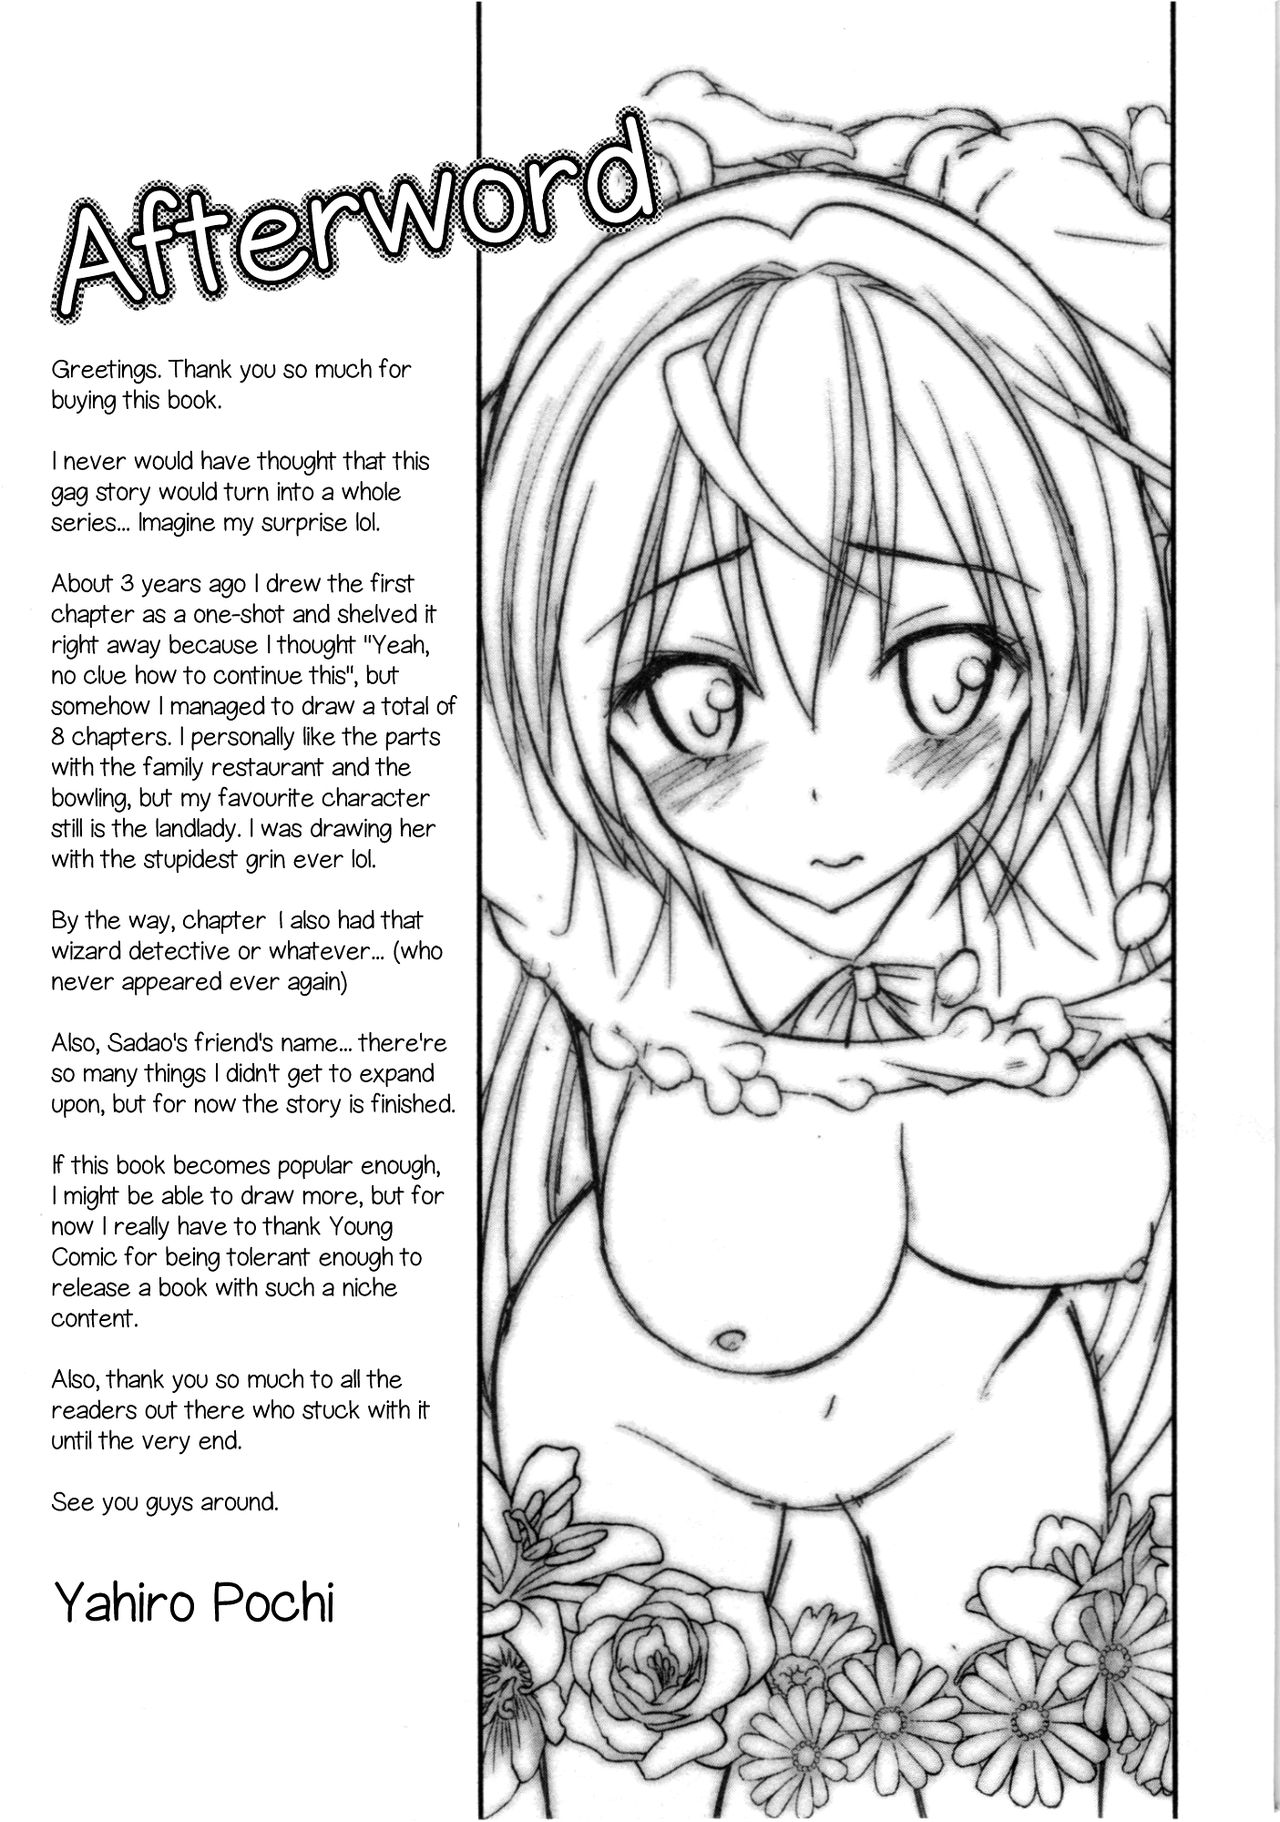 Afterword
Greetings. Thank you so much for
buying this book.
I never would have thought that this
gag story would turn into a whole
series... Imagine my surprise lol.
About 3 years ago I drew the first
chapter as a one-shot and shelved it
right away because I thought "Yeah,
no clue how to continue this", but
somehow I managed to draw a total of
8 chapters. I personally like the parts
with the family restaurant and the
bowling, but my favourite character
still is the landlady. I was drawing her
with the stupidest grin ever lol.
By the way, chapter I also had that
wizard detective or whatever... (who
never appeared ever again)
Also, Sadao's friend's name... there're
so many things I didn't get to expand
upon, but for now the story is finished.
If this book becomes popular enough,
I might be able to draw more, but for
now I really have to thank Young
Comic for being tolerant enough to
release a book with such a niche
content.
Also, thank you so much to all the
readers out there who stuck with it
until the very end.
See you guys around.
Yahiro Pochi